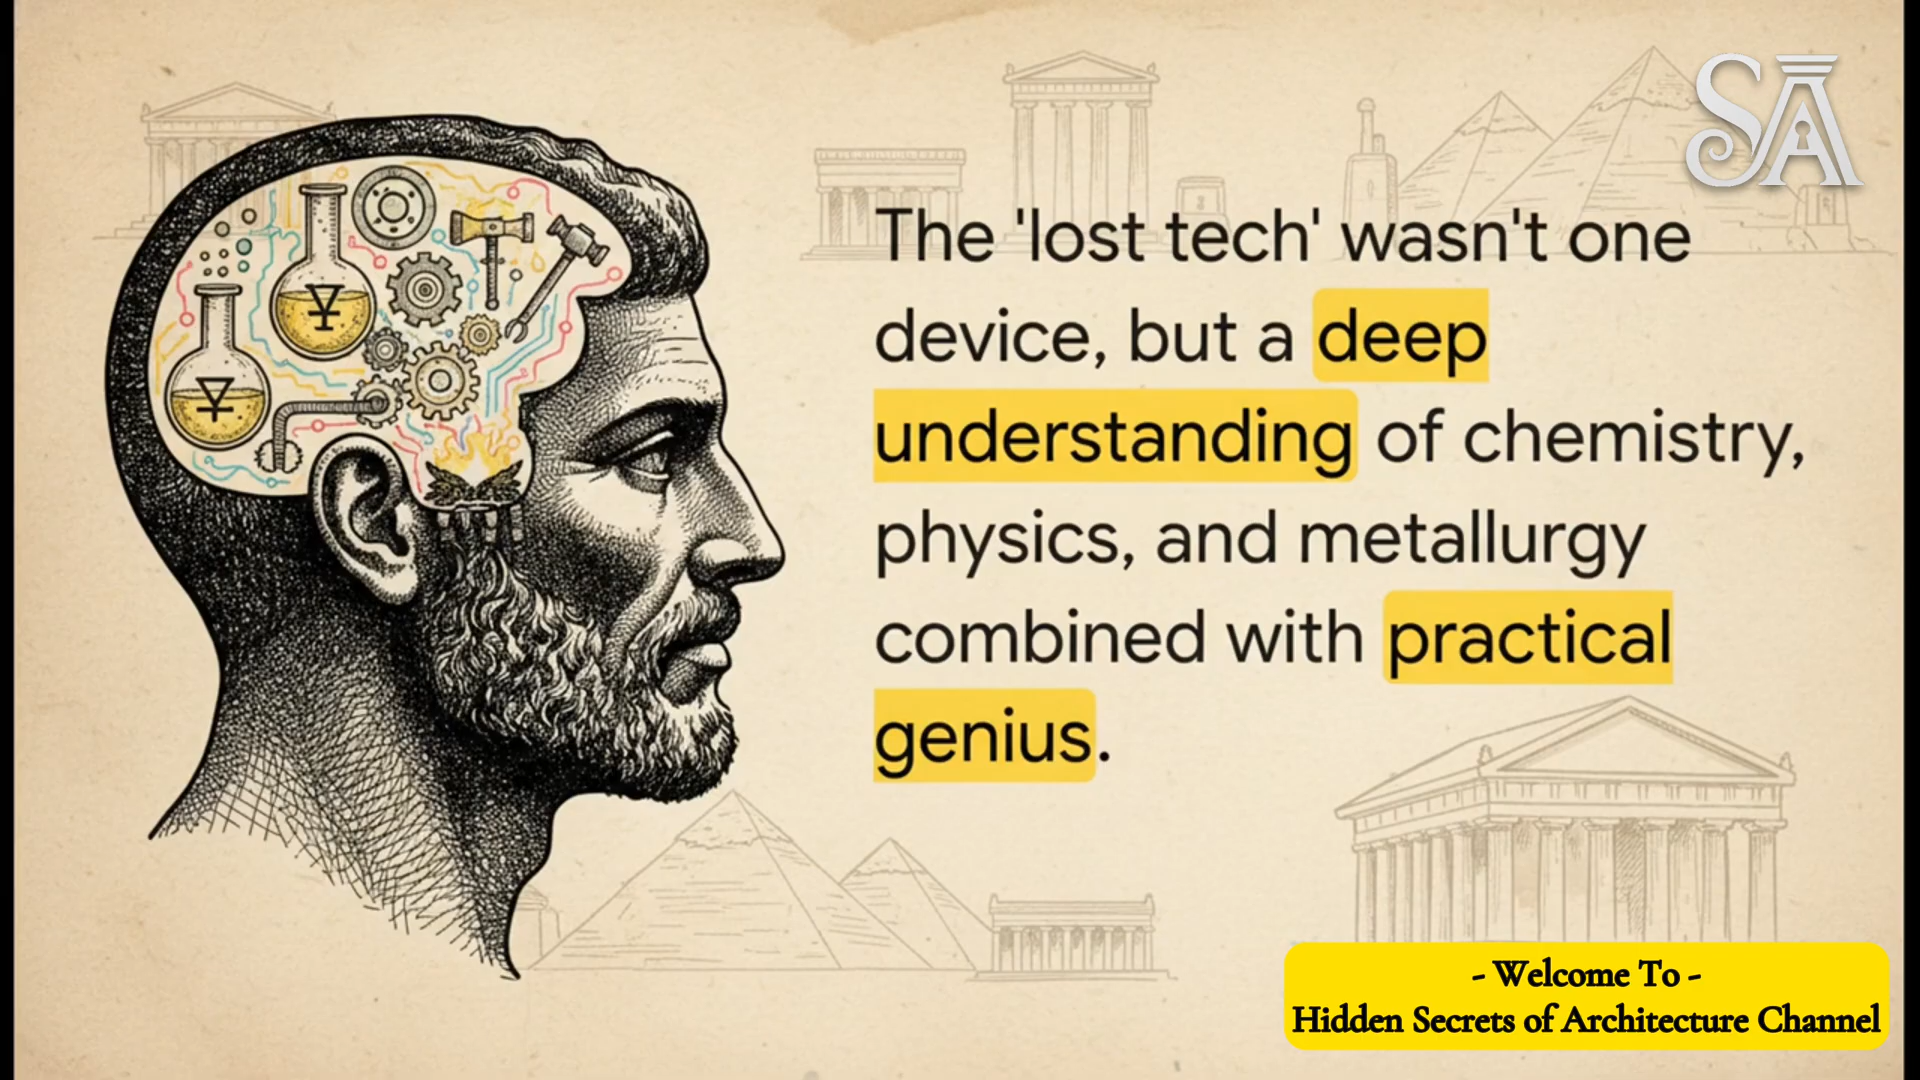 SA
The 'lost tech' wasn't one
device, but a deep
understanding of chemistry,
physics, and metallurgy
combined with practical
genius.
- Welcome To -
Hidden Secrets of Architecture Channel